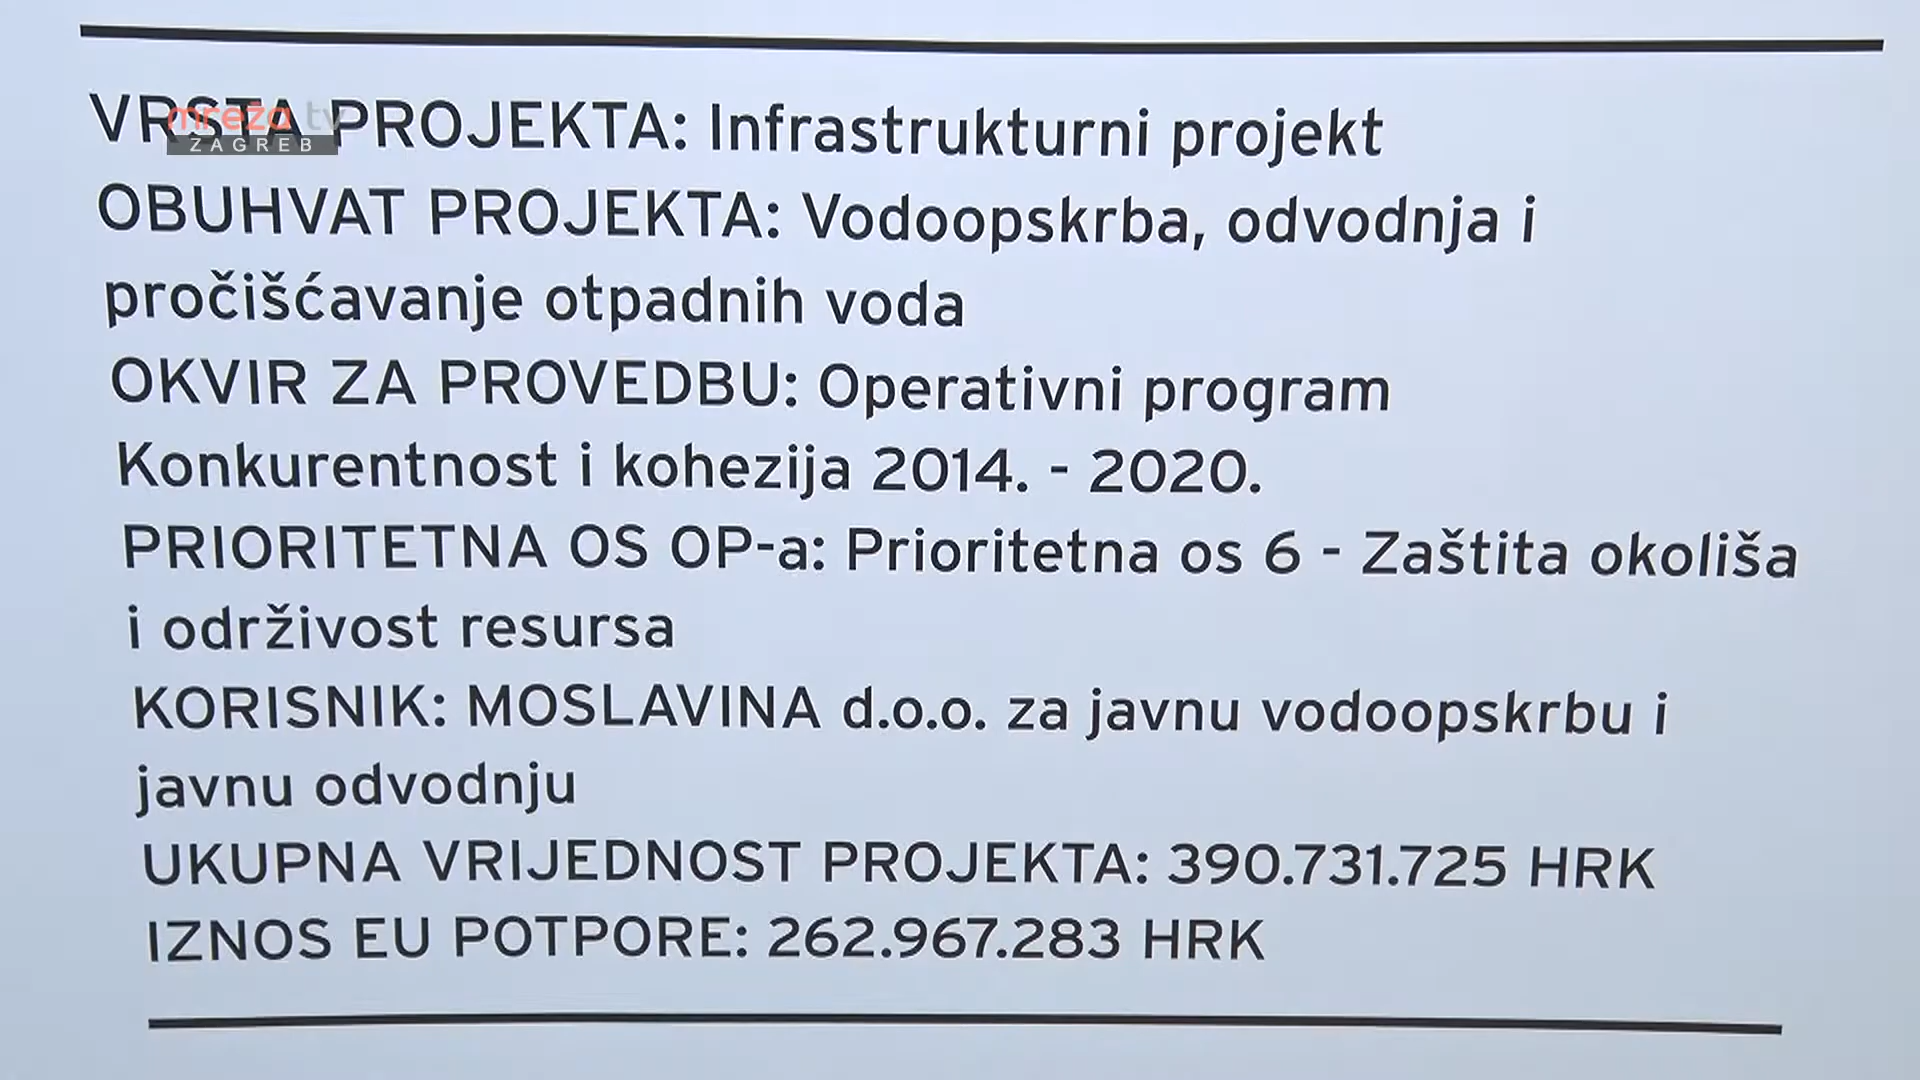 mreža tv
ZAGREB
VRSTA PROJEKTA: Infrastrukturni projekt
OBUHVAT PROJEKTA: Vodoopskrba, odvodnja i
pročišćavanje otpadnih voda
OKVIR ZA PROVEDBU: Operativni program
Konkurentnost i kohezija 2014. - 2020.
PRIORITETNA OS OP-a: Prioritetna os 6 - Zaštita okoliša
i održivost resursa
KORISNIK: MOSLAVINA d.o.o. za javnu vodoopskrbu i
javnu odvodnju
UKUPNA VRIJEDNOST PROJEKTA: 390.731.725 HRK
IZNOS EU POTPORE: 262.967.283 HRK